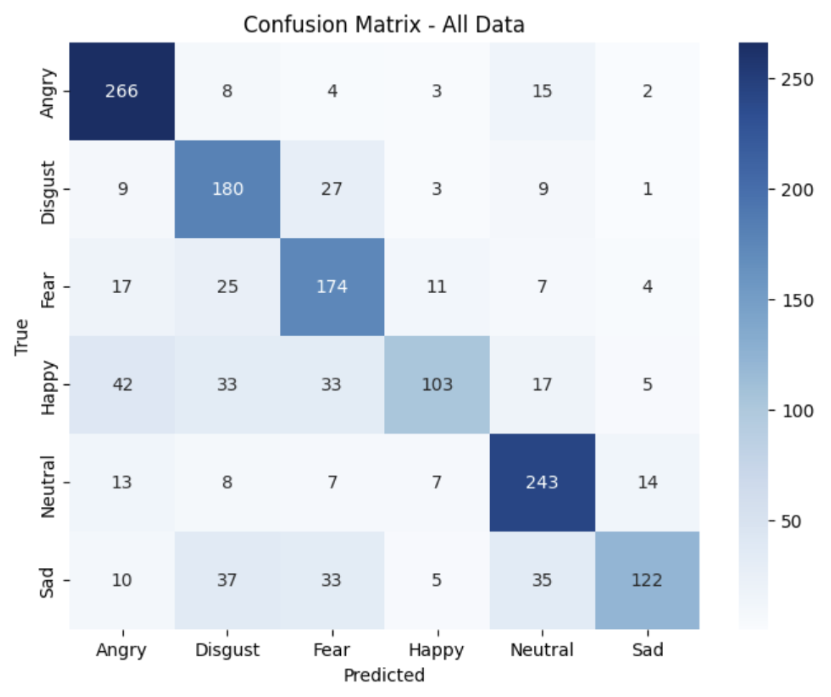 Confusion Matrix - All Data
Angry 266 8 4 3 15 2
Disgust 9 180 27 3 9 1
Fear 17 25 174 11 7 4
Happy 42 33 33 103 17 5
Neutral 13 8 7 7 243 14
Sad 10 37 33 5 35 122
Angry Disgust Fear Happy Neutral Sad
Predicted
True
250
200
150
100
50